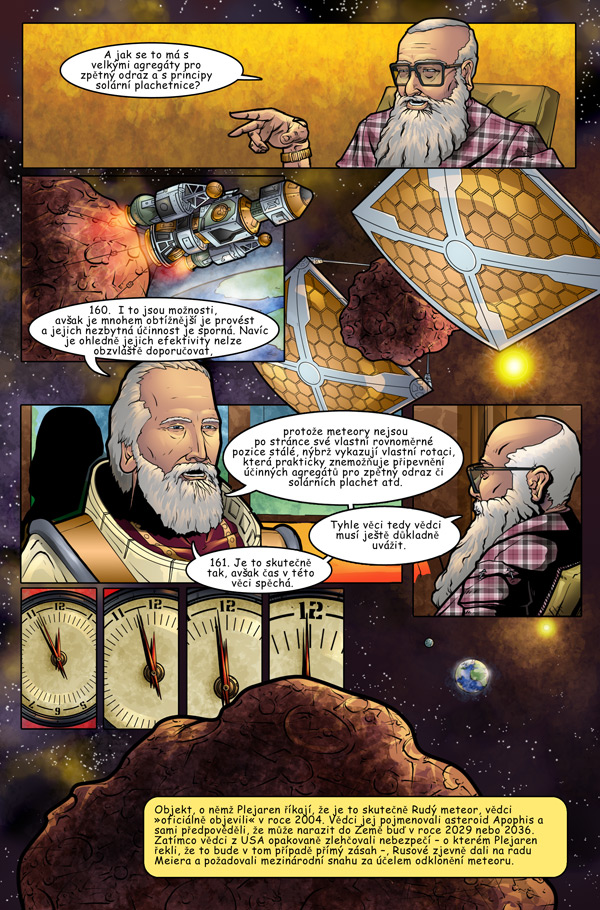 A jak se to má s
velkými agregáty pro
zpětný odraz a s principy
solární plachetnice?
160.  I to jsou možnosti,
avšak je mnohem obtížnější je provést
a jejich nezbytná účinnost je sporná. Navíc
je ohledně jejich efektivity nelze
obzvláště doporučovat,
protože meteory nejsou
po stránce své vlastní rovnoměrné
pozice stálé, nýbrž vykazují vlastní rotaci,
která prakticky znemožňuje připevnění
účinných agregátů pro zpětný odraz či
solárních plachet atd.
Tyhle věci tedy vědci
musí ještě důkladně
uvážit.
161. Je to skutečně
tak, avšak čas v této
věci spěchá.
12
9
6
3
12
12
12
Objekt, o němž Plejaren říkají, že je to skutečně Rudý meteor, vědci
»oficiálně objevili« v roce 2004. Vědci jej pojmenovali asteroid Apophis a
sami předpověděli, že může narazit do Země buď v roce 2029 nebo 2036.
Zatímco vědci z USA opakovaně zlehčovali nebezpečí – o kterém Plejaren
řekli, že to bude v tom případě přímý zásah –, Rusové zjevně dali na radu
Meiera a požadovali mezinárodní snahu za účelem odklonění meteoru.